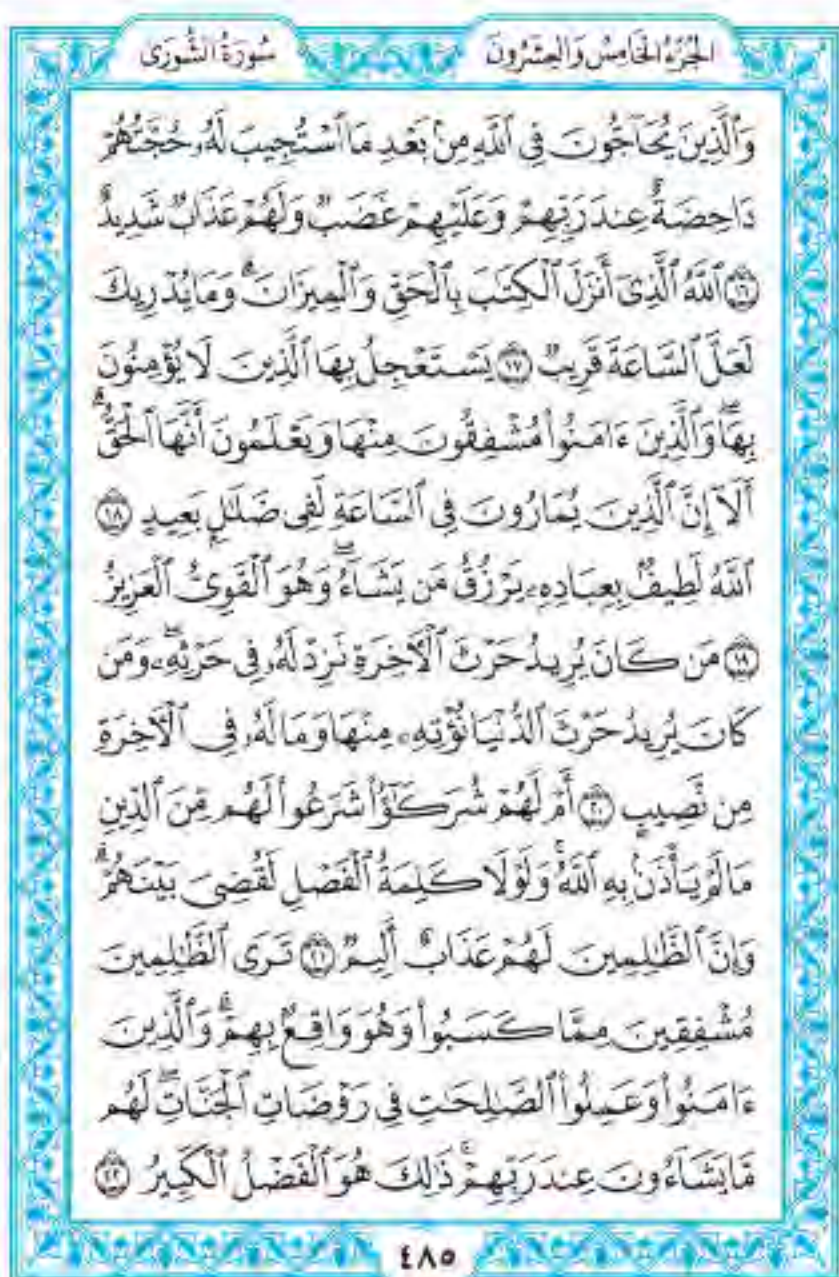 سُورَةُ الشُّورَىٰ
الجُزْءُ الخَامِسُ وَالعِشْرُونَ
وَٱلَّذِينَ يُحَآجُّونَ فِى ٱللَّهِ مِنۢ بَعْدِ مَا ٱسْتُجِيبَ لَهُۥ حُجَّتُهُمْ
دَاحِضَةٌ عِندَ رَبِّهِمْ وَعَلَيْهِمْ غَضَبٌ وَلَهُمْ عَذَابٌ شَدِيدٌ
١٦ ٱللَّهُ ٱلَّذِىٓ أَنزَلَ ٱلْكِتَٰبَ بِٱلْحَقِّ وَٱلْمِيزَانَ ۗ وَمَا يُدْرِيكَ
لَعَلَّ ٱلسَّاعَةَ قَرِيبٌ ١٧ يَسْتَعْجِلُ بِهَا ٱلَّذِينَ لَا يُؤْمِنُونَ
بِهَا ۖ وَٱلَّذِينَ ءَامَنُوا۟ مُشْفِقُونَ مِنْهَا وَيَعْلَمُونَ أَنَّهَا ٱلْحَقُّ ۗ
أَلَآ إِنَّ ٱلَّذِينَ يُمَارُونَ فِى ٱلسَّاعَةِ لَفِى ضَلَٰلٍۭ بَعِيدٍ ١٨
ٱللَّهُ لَطِيفٌۢ بِعِبَادِهِۦ يَرْزُقُ مَن يَشَآءُ ۖ وَهُوَ ٱلْقَوِىُّ ٱلْعَزِيزُ
١٩ مَن كَانَ يُرِيدُ حَرْثَ ٱلْءَاخِرَةِ نَزِدْ لَهُۥ فِى حَرْثِهِۦ ۖ وَمَن
كَانَ يُرِيدُ حَرْثَ ٱلدُّنْيَا نُؤْتِهِۦ مِنْهَا وَمَا لَهُۥ فِى ٱلْءَاخِرَةِ
مِن نَّصِيبٍ ٢٠ أَمْ لَهُمْ شُرَكَٰٓؤُا۟ شَرَعُوا۟ لَهُم مِّنَ ٱلدِّينِ
مَا لَمْ يَأْذَنۢ بِهِ ٱللَّهُ ۚ وَلَوْلَا كَلِمَةُ ٱلْفَصْلِ لَقُضِىَ بَيْنَهُمْ ۗ
وَإِنَّ ٱلظَّٰلِمِينَ لَهُمْ عَذَابٌ أَلِيمٌ ٢١ تَرَى ٱلظَّٰلِمِينَ
مُشْفِقِينَ مِمَّا كَسَبُوا۟ وَهُوَ وَاقِعٌۢ بِهِمْ ۗ وَٱلَّذِينَ
ءَامَنُوا۟ وَعَمِلُوا۟ ٱلصَّٰلِحَٰتِ فِى رَوْضَاتِ ٱلْجَنَّاتِ ۖ لَهُم
مَّا يَشَآءُونَ عِندَ رَبِّهِمْ ۚ ذَٰلِكَ هُوَ ٱلْفَضْلُ ٱلْكَبِيرُ ٢٢
٤٨٥